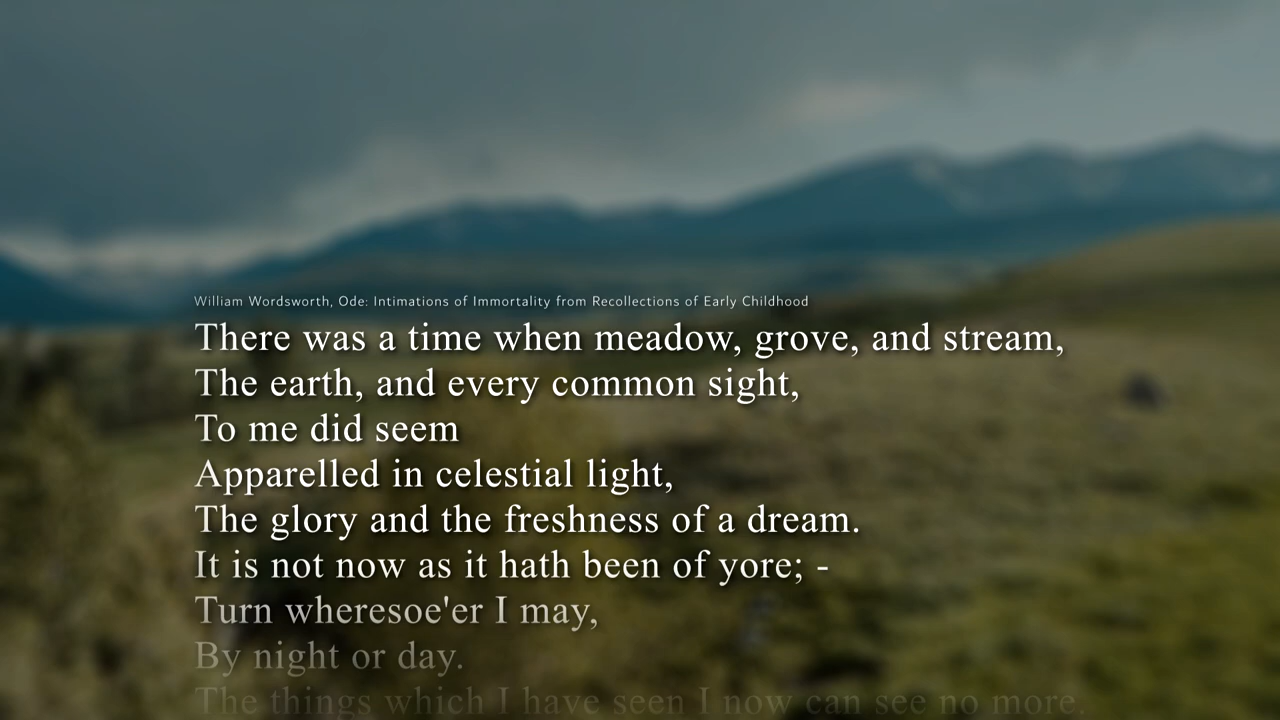 William Wordsworth, Ode: Intimations of Immortality from Recollections of Early Childhood
There was a time when meadow, grove, and stream,
The earth, and every common sight,
To me did seem
Apparelled in celestial light,
The glory and the freshness of a dream.
It is not now as it hath been of yore; -
Turn wheresoe'er I may,
By night or day.
The things which I have seen I now can see no more.